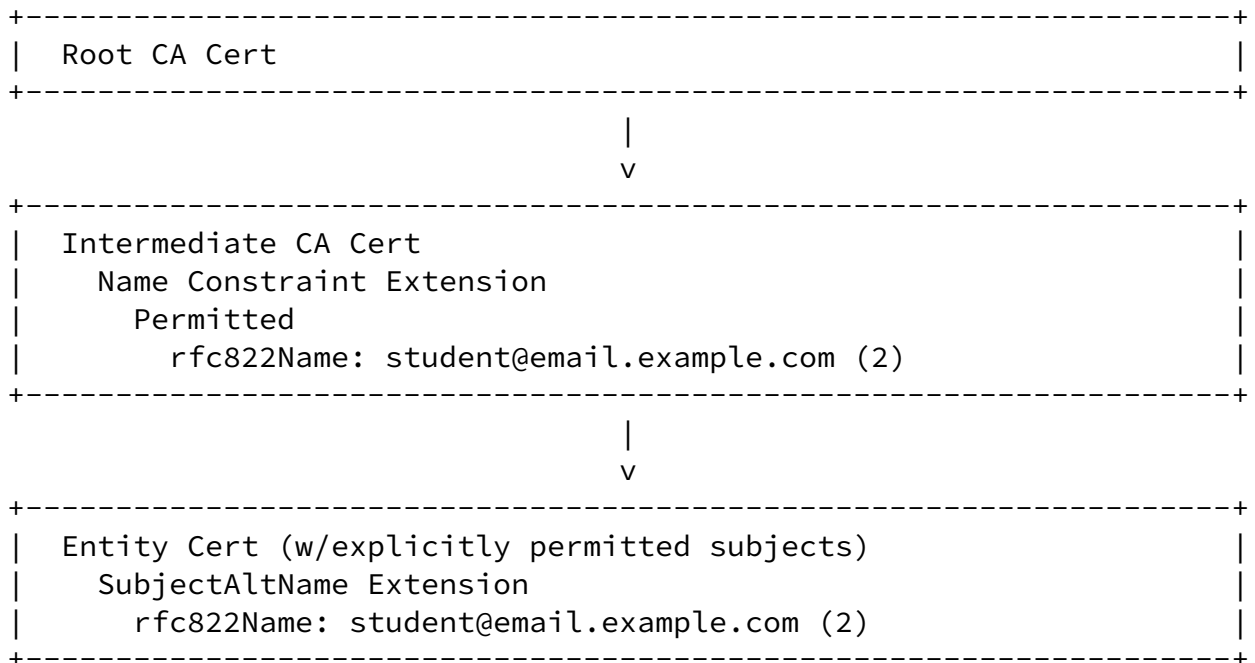 +-------------------------------------------------------------------+
|  Root CA Cert                                                     |
+-------------------------------------------------------------------+
                                  |
                                  v
+-------------------------------------------------------------------+
|  Intermediate CA Cert                                             |
|    Name Constraint Extension                                      |
|      Permitted                                                    |
|        rfc822Name: student@email.example.com (2)                  |
+-------------------------------------------------------------------+
                                  |
                                  v
+-------------------------------------------------------------------+
|  Entity Cert (w/explicitly permitted subjects)                    |
|    SubjectAltName Extension                                       |
|      rfc822Name: student@email.example.com (2)                    |
+-------------------------------------------------------------------+